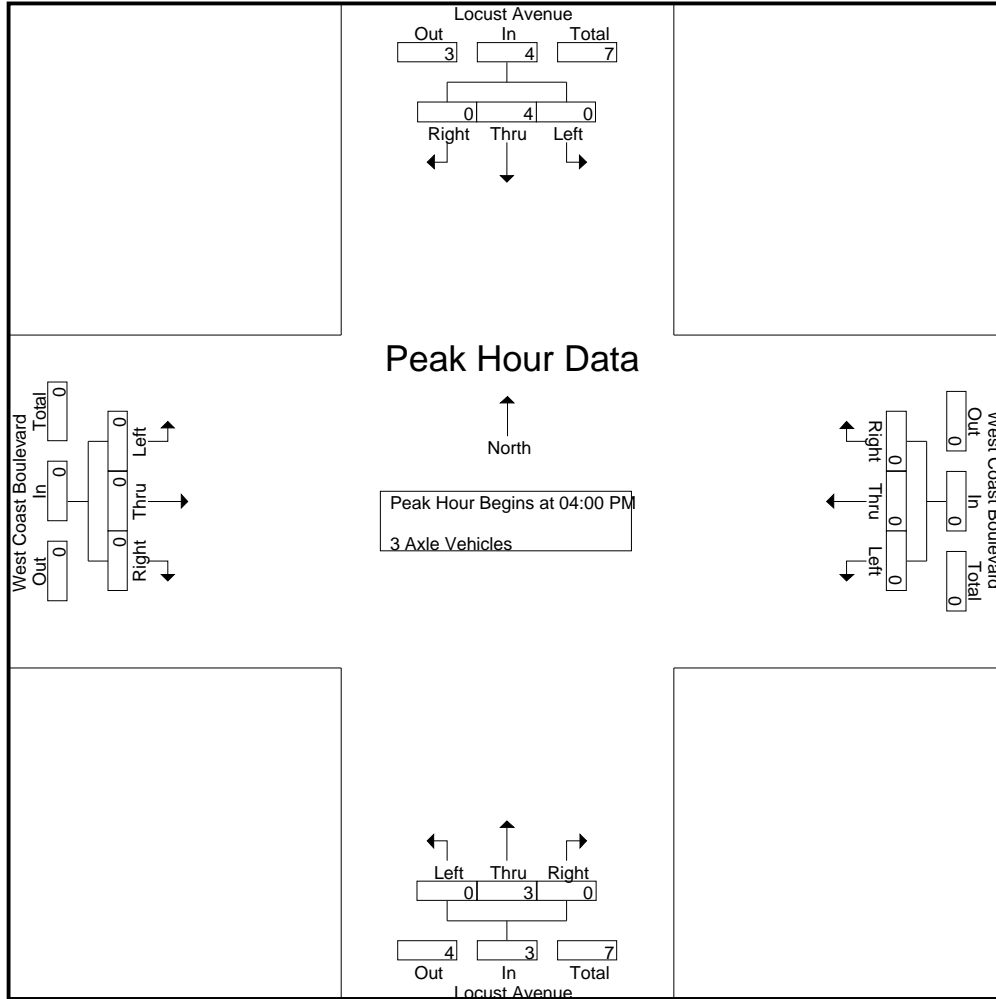 Locust Avenue
Out In Total
3 4 7
0 4 0
Right Thru Left
Peak Hour Data
North
Peak Hour Begins at 04:00 PM
3 Axle Vehicles
West Coast Boulevard
Out In Total
0 0 0
Right Thru Left
0 0 0
West Coast Boulevard
Out In Total
0 0 0
Right Thru Left
0 0 0
Left Thru Right
0 3 0
4 3 7
Out In Total
Locust Avenue